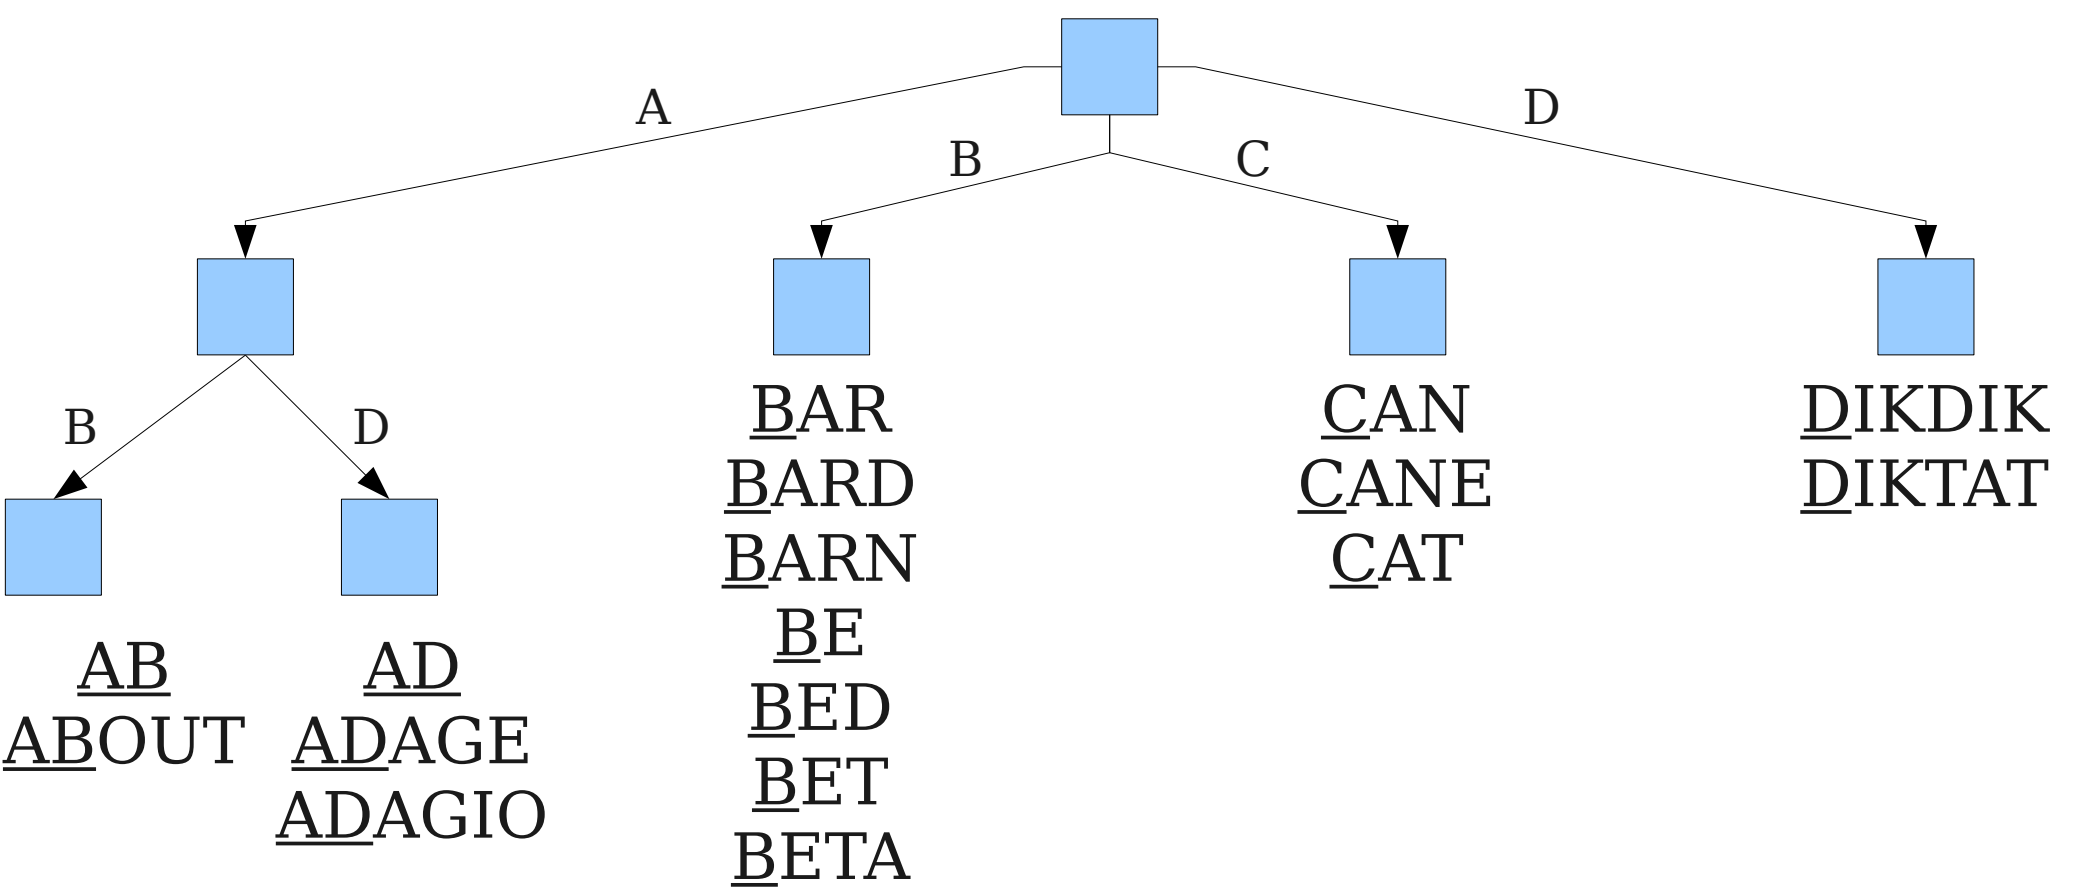 A
D
B
C
B
D
BAR
BARD
BARN
BE
BED
BET
BETA
CAN
CANE
CAT
DIKDIK
DIKTAT
AB
ABOUT
AD
ADAGE
ADAGIO